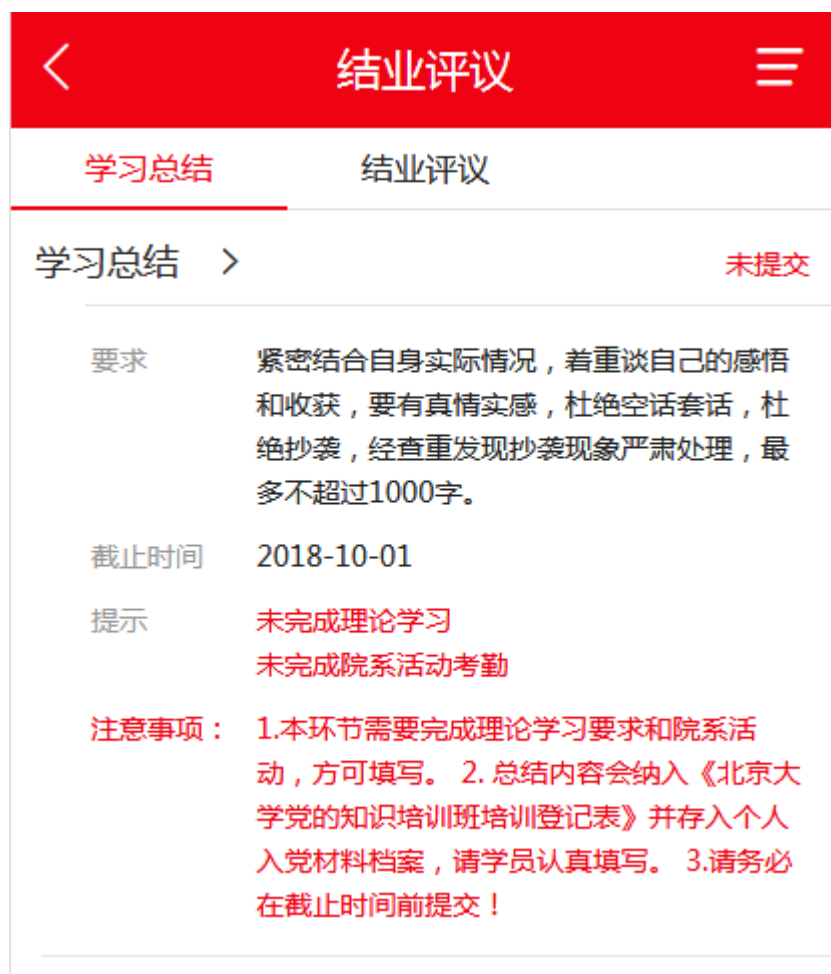 结业评议
学习总结 结业评议
学习总结 > 未提交
要求 紧密结合自身实际情况，着重谈自己的感悟
和收获，要有真情实感，杜绝空话套话，杜
绝抄袭，经查重发现抄袭现象严肃处理，最
多不超过1000字。
截止时间 2018-10-01
提示 未完成理论学习
未完成院系活动考勤
注意事项： 1.本环节需要完成理论学习要求和院系活
动，方可填写。 2. 总结内容会纳入《北京大
学党的知识培训班培训登记表》并存入个人
入党材料档案，请学员认真填写。 3.请务必
在截止时间前提交！